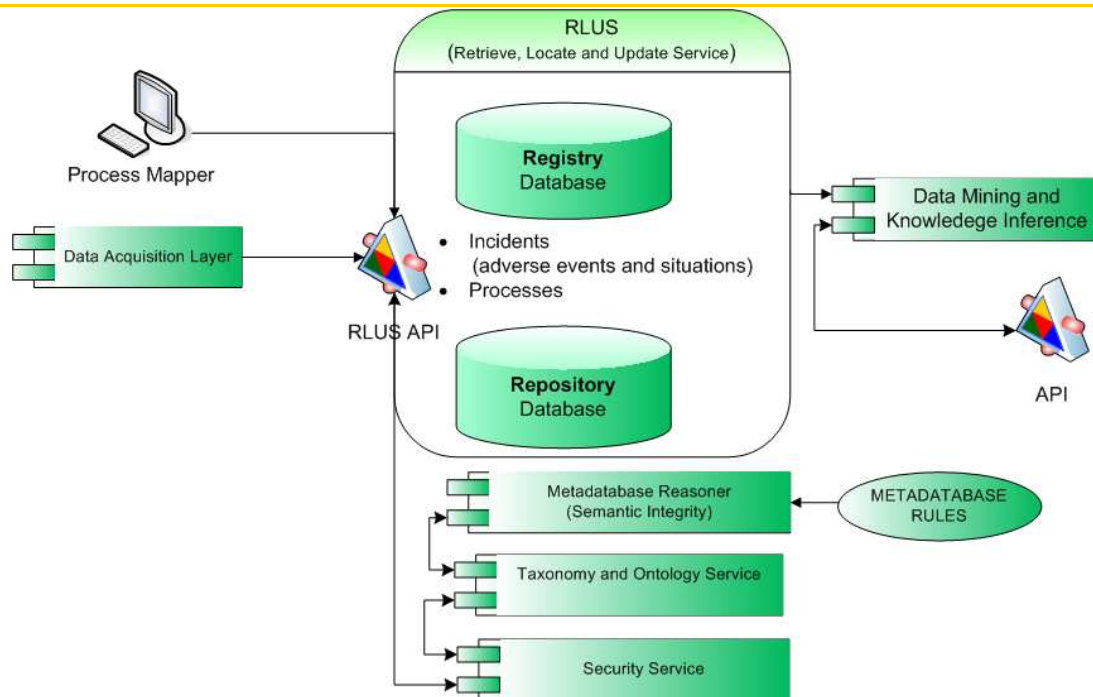 RLUS
(Retrieve, Locate and Update Service)
Process Mapper
Registry
Database
Data Mining and
Knowledege Inference
Data Acquisition Layer
• Incidents
(adverse events and situations)
• Processes
RLUS API
Repository
Database
API
Metadatabase Reasoner
(Semantic Integrity)
METADATABASE
RULES
Taxonomy and Ontology Service
Security Service